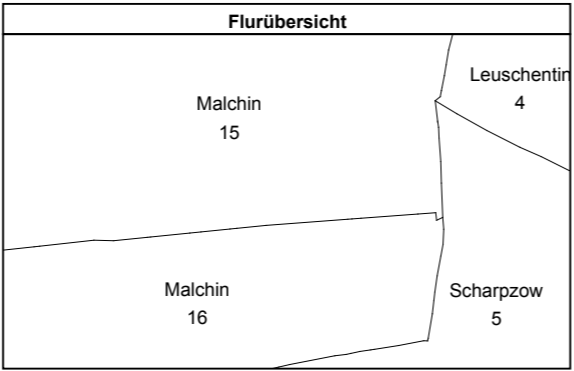 Flurübersicht
Leuschentin
4
Malchin
15
Malchin
16
Scharpzow
5